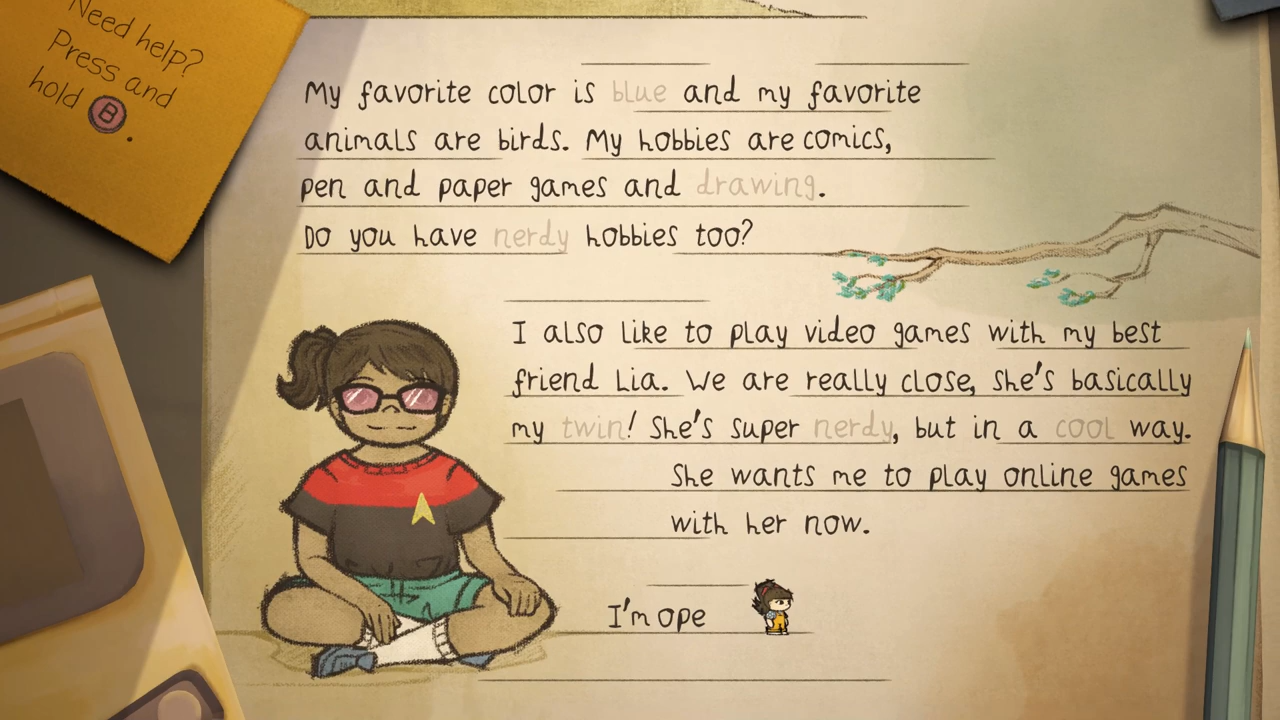 Need help?
Press and
hold B.
My favorite color is blue and my favorite
animals are birds. My hobbies are comics,
pen and paper games and drawing.
Do you have nerdy hobbies too?
I also like to play video games with my best
friend Lia. We are really close, she's basically
my twin! She's super nerdy, but in a cool way.
She wants me to play online games
with her now.
I'm ope